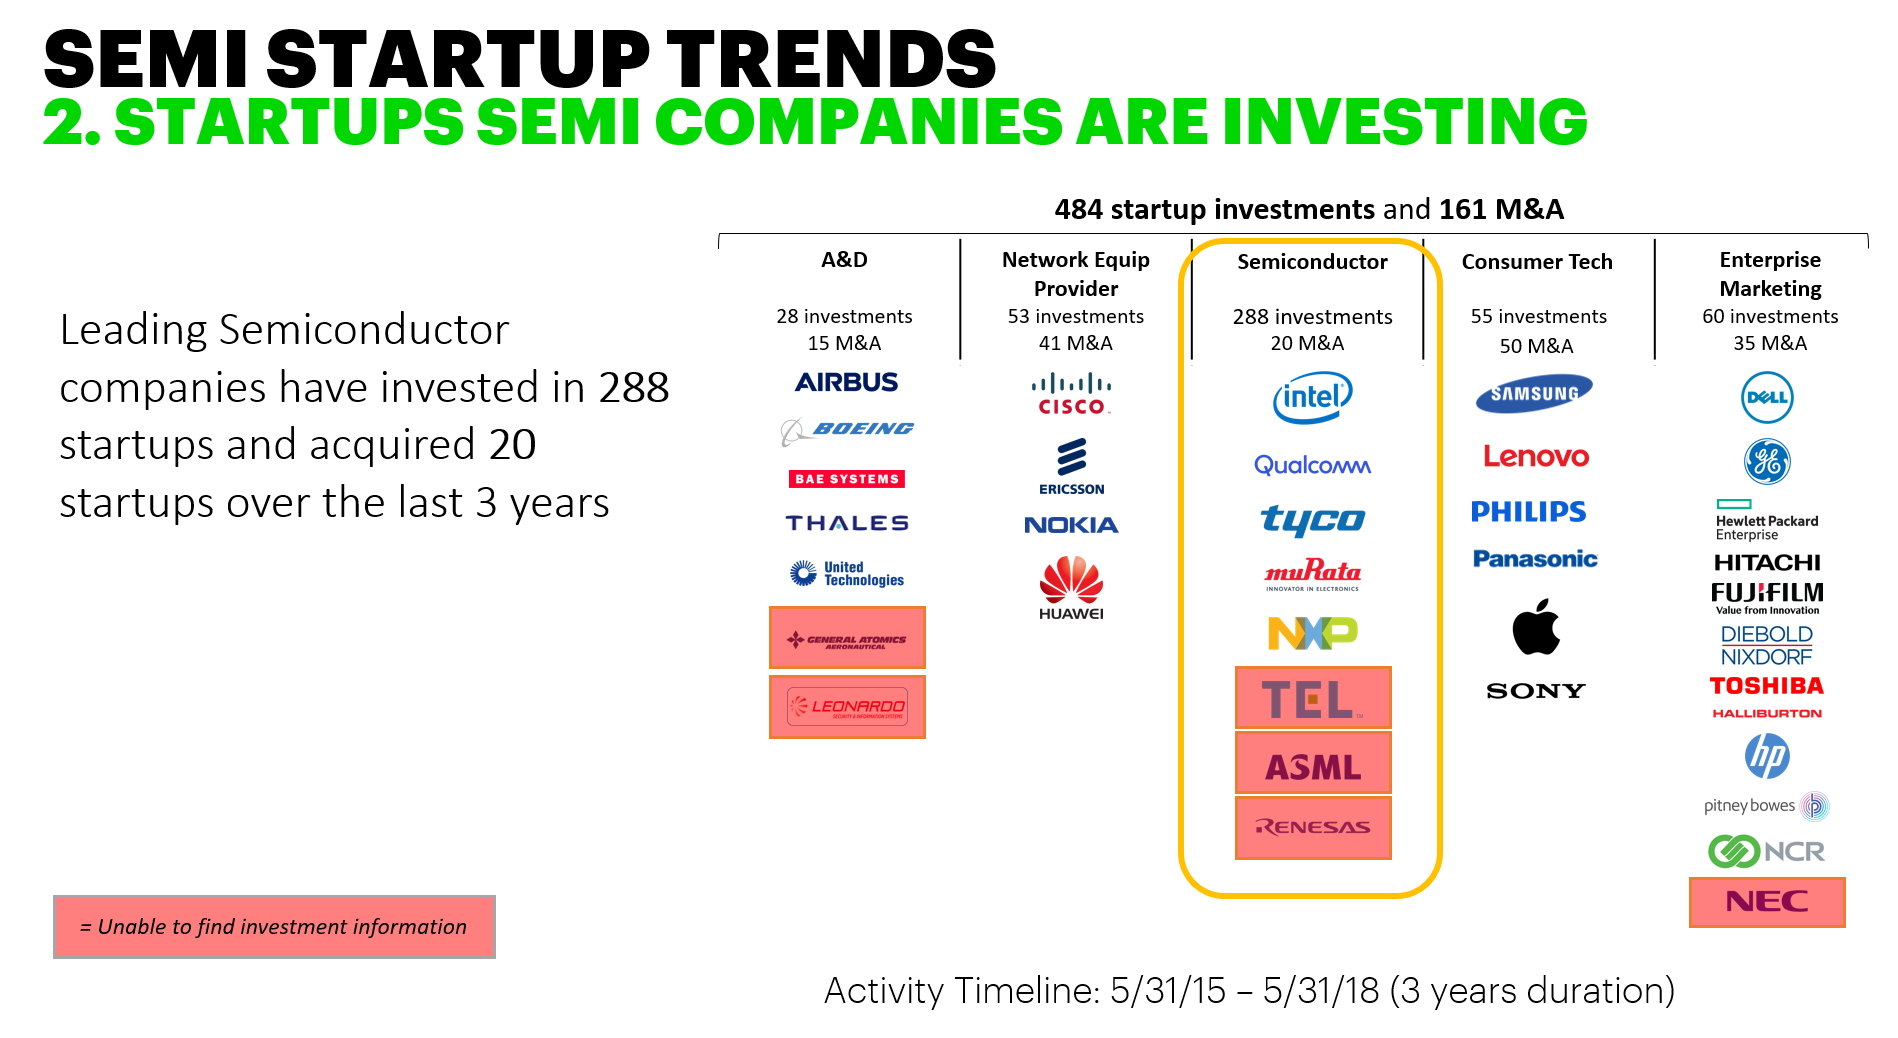 SEMI STARTUP TRENDS
2. STARTUPS SEMI COMPANIES ARE INVESTING
484 startup investments and 161 M&A
Leading Semiconductor
companies have invested in 288
startups and acquired 20
startups over the last 3 years
A&D
28 investments
15 M&A
AIRBUS
BOEING
BAE SYSTEMS
THALES
United
Technologies
GENERAL ATOMICS
AERONAUTICAL
LEONARDO
SECURITY & INFORMATION SYSTEMS
Network Equip
Provider
53 investments
41 M&A
CISCO
ERICSSON
NOKIA
HUAWEI
Semiconductor
288 investments
20 M&A
intel
Qualcomm
tyco
muRata
INNOVATOR IN ELECTRONICS
NXP
TEL™
ASML
RENESAS
Consumer Tech
55 investments
50 M&A
SAMSUNG
Lenovo
PHILIPS
Panasonic
SONY
Enterprise
Marketing
60 investments
35 M&A
DELL
GE
Hewlett Packard
Enterprise
HITACHI
FUJIFILM
Value from Innovation
DIEBOLD
NIXDORF
TOSHIBA
HALLIBURTON
hp
pitney bowes
NCR
NEC
= Unable to find investment information
Activity Timeline: 5/31/15 – 5/31/18 (3 years duration)